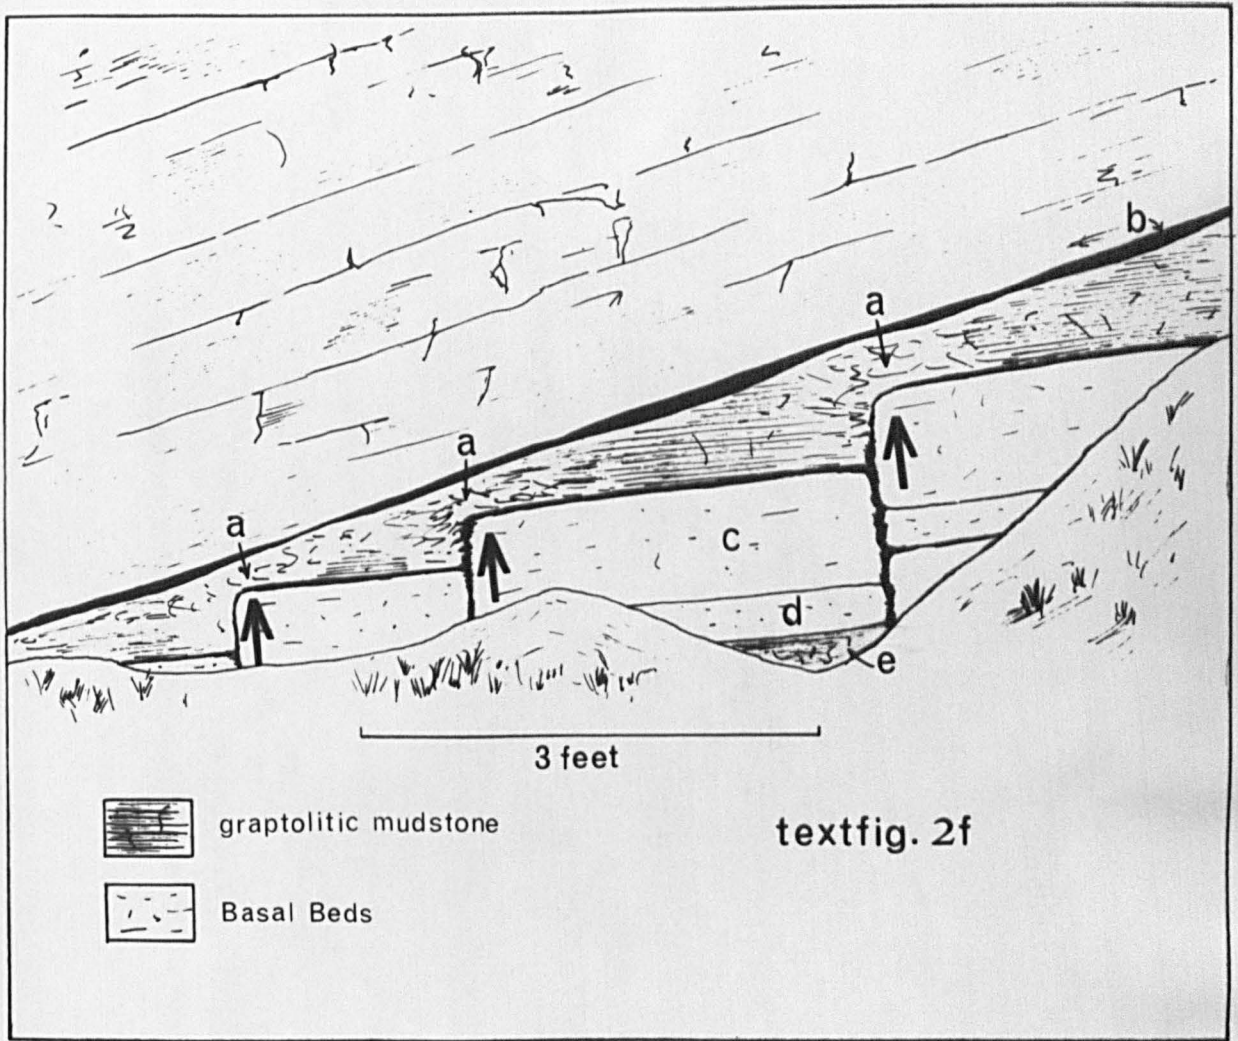 b
a
a
a
c
d
e
3 feet
graptolitic mudstone
textfig. 2f
Basal Beds